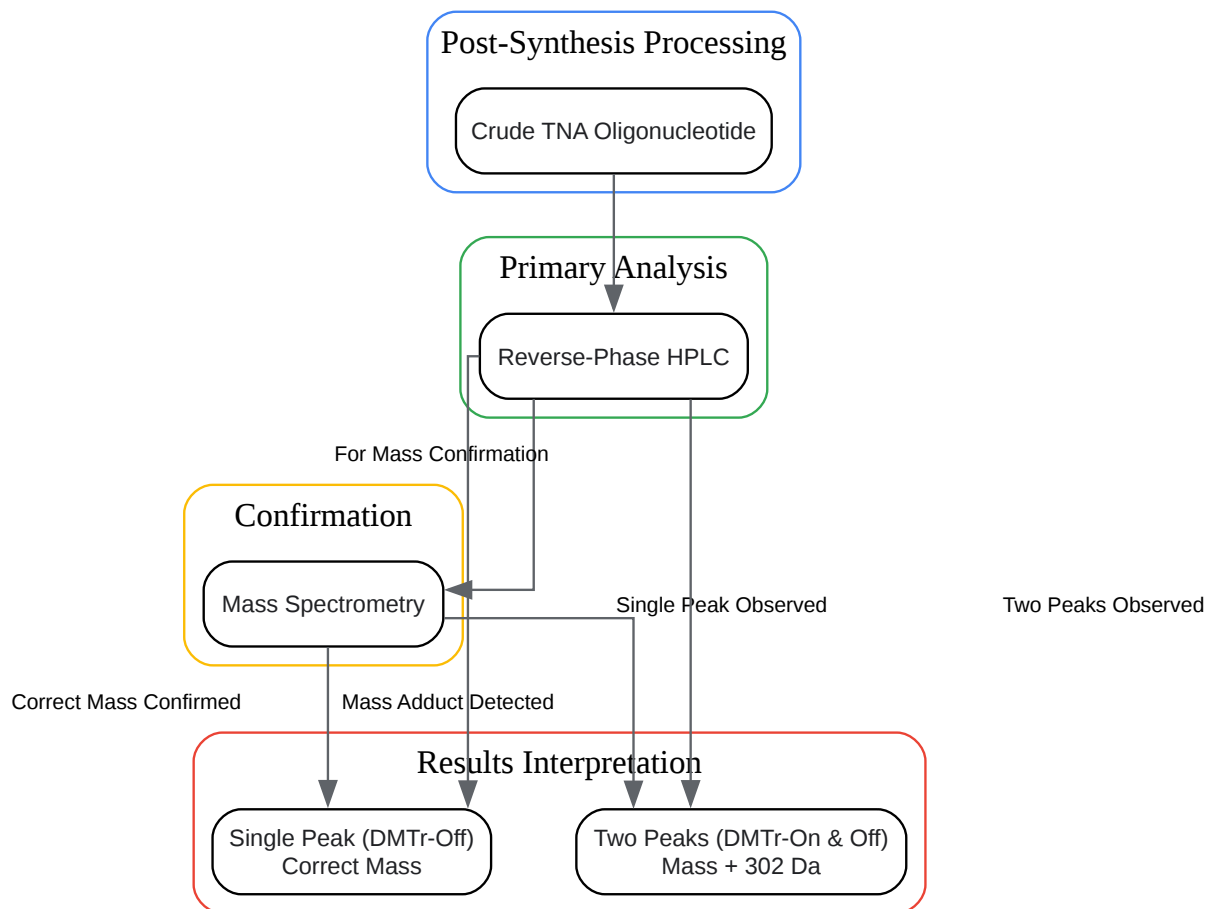 Post-Synthesis Processing
Crude TNA Oligonucleotide
Primary Analysis
Reverse-Phase HPLC
For Mass Confirmation
Confirmation
Mass Spectrometry
Single Peak Observed
Two Peaks Observed
Correct Mass Confirmed
Mass Adduct Detected
Results Interpretation
Single Peak (DMTr-Off)
Correct Mass
Two Peaks (DMTr-On & Off)
Mass + 302 Da